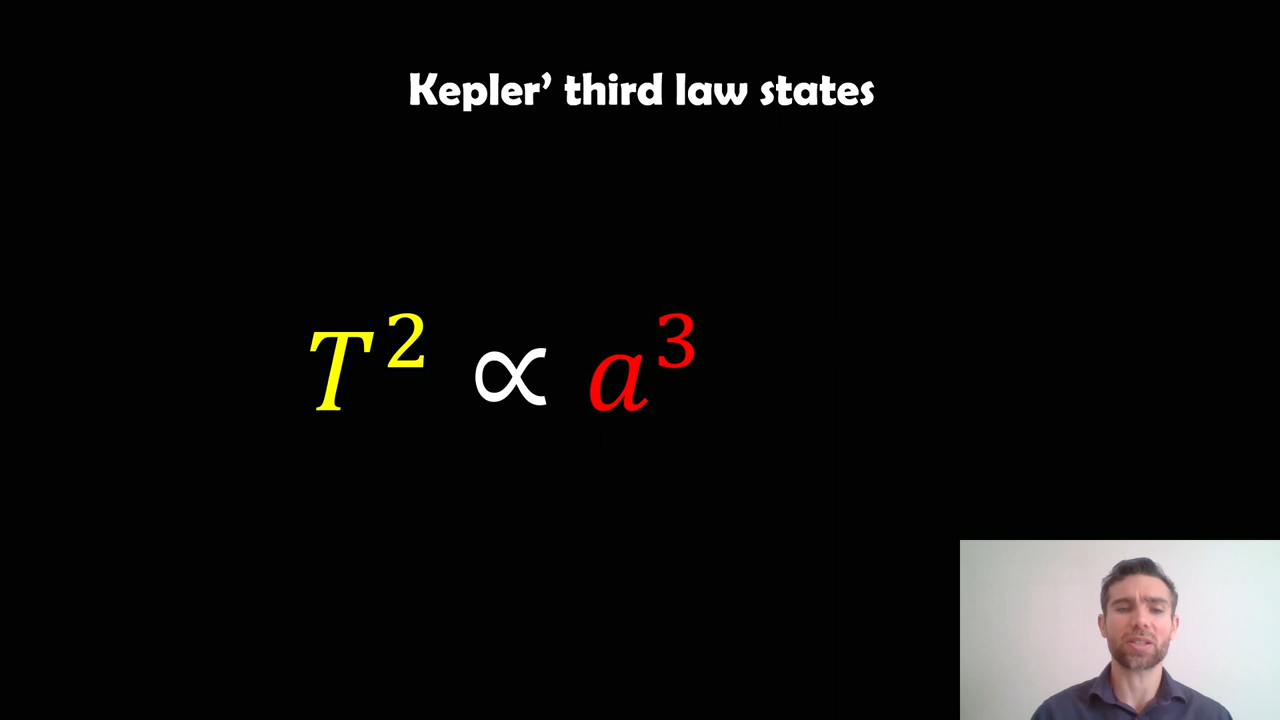 Kepler’ third law states
T² ∝ a³